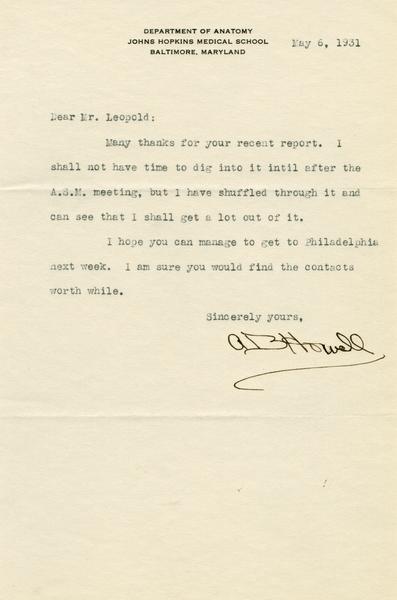 DEPARTMENT OF ANATOMY
JOHNS HOPKINS MEDICAL SCHOOL
BALTIMORE, MARYLAND
May 6, 1931
Dear Mr. Leopold:
Many thanks for your recent report. I
shall not have time to dig into it intil after the
A.S.M. meeting, but I have shuffled through it and
can see that I shall get a lot out of it.
I hope you can manage to get to Philadelphia
next week. I am sure you would find the contacts
worth while.
Sincerely yours,
A B Howell